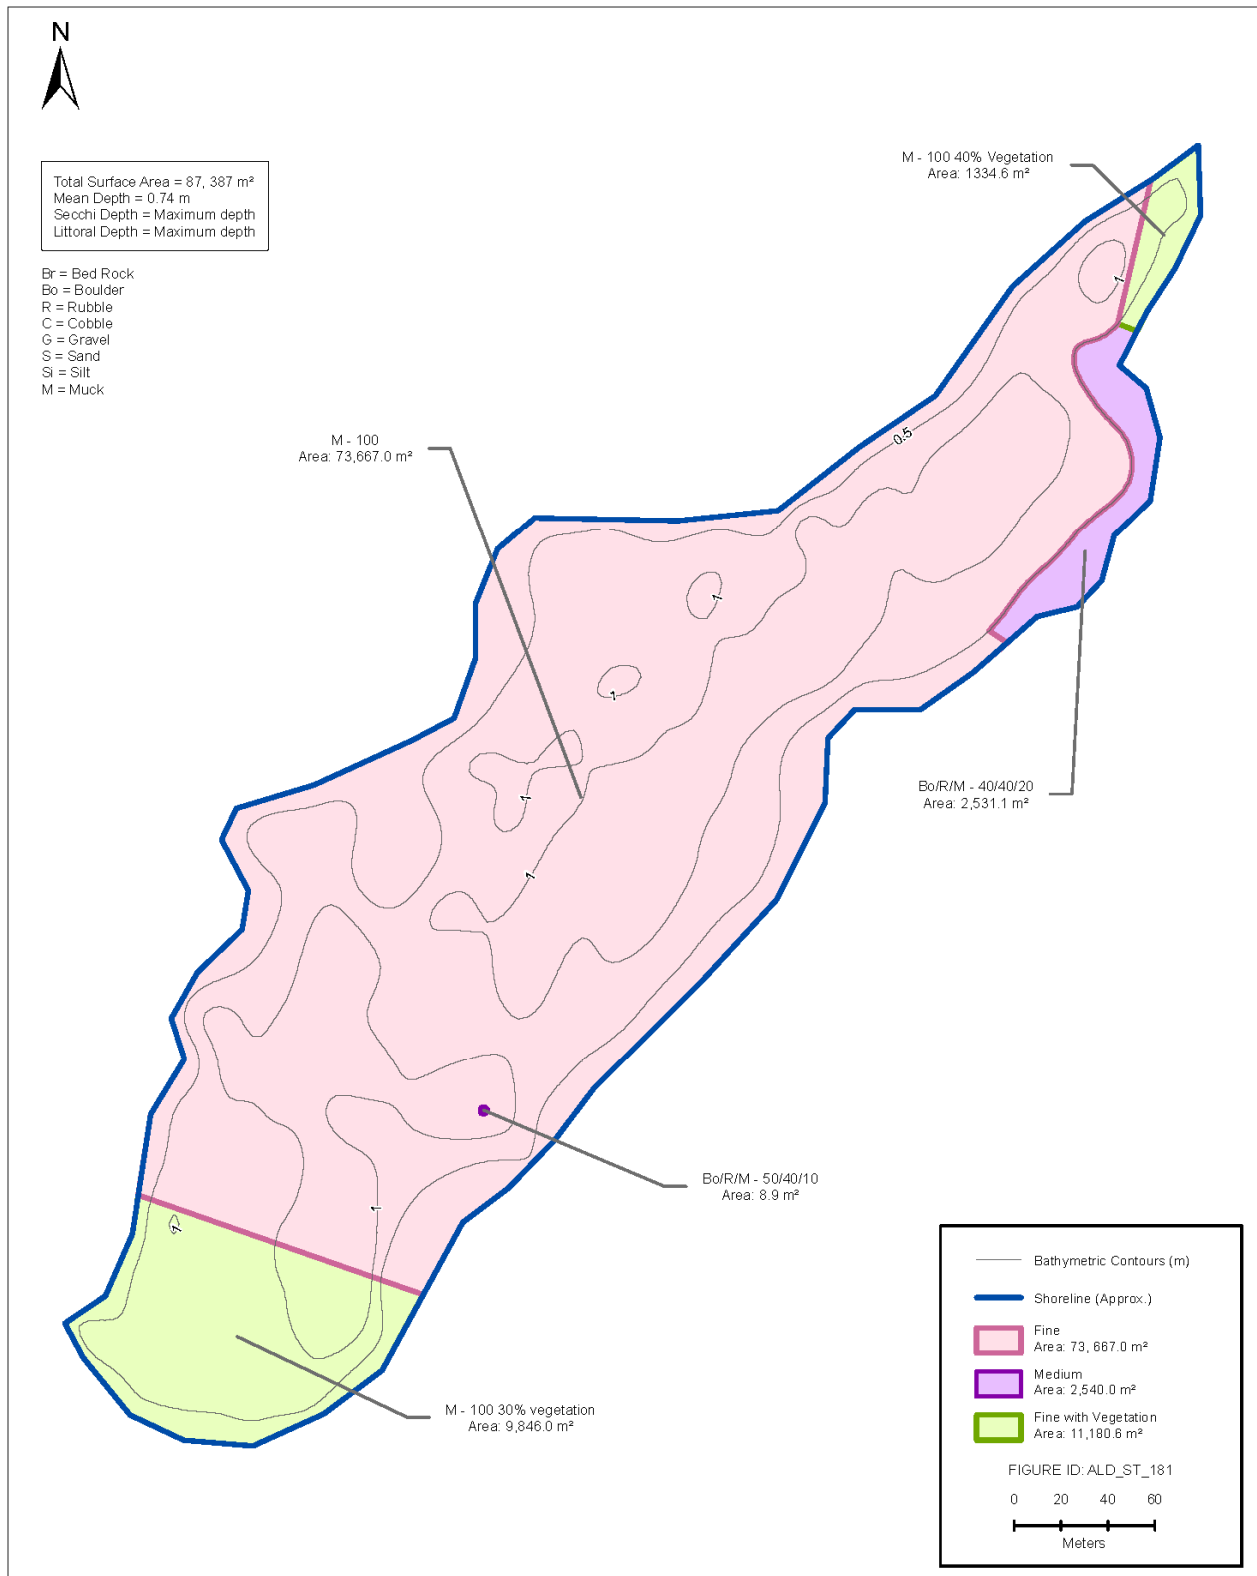 N
Total Surface Area = 87, 387 m²
Mean Depth = 0.74 m
Secchi Depth = Maximum depth
Littoral Depth = Maximum depth
Br = Bed Rock
Bo = Boulder
R = Rubble
C = Cobble
G = Gravel
S = Sand
Si = Silt
M = Muck
M - 100 40% Vegetation
Area: 1334.6 m²
1
0.5
M - 100
Area: 73,667.0 m²
1
1
Bo/R/M - 40/40/20
Area: 2,531.1 m²
1
1
Bo/R/M - 50/40/10
Area: 8.9 m²
1
1
M - 100 30% vegetation
Area: 9,846.0 m²
Bathymetric Contours (m)
Shoreline (Approx.)
Fine
Area: 73, 667.0 m²
Medium
Area: 2,540.0 m²
Fine with Vegetation
Area: 11,180.6 m²
FIGURE ID: ALD_ST_181
0 20 40 60
Meters